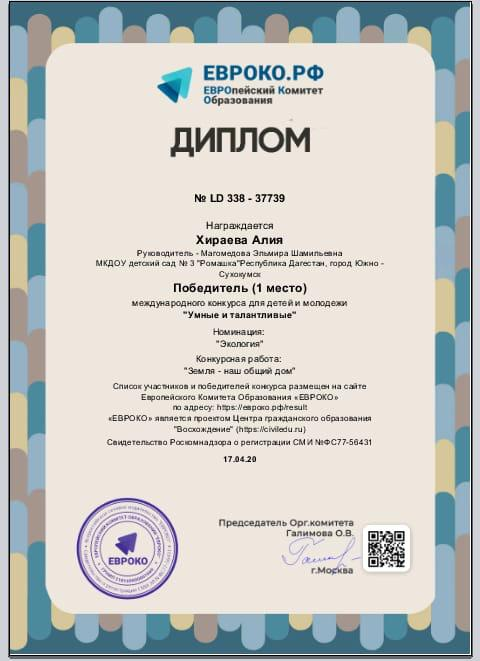 ЕВРОКО.РФ
ЕВРОпейский Комитет
Образования
ДИПЛОМ
№ LD 338 - 37739
Награждается
Хираева Алия
Руководитель - Магомедова Эльмира Шамильевна
МКДОУ детский сад № 3 "Ромашка"Республика Дагестан, город Южно -
Сухокумск
Победитель (1 место)
международного конкурса для детей и молодежи
"Умные и талантливые"
Номинация:
"Экология"
Конкурсная работа:
"Земля - наш общий дом"
Список участников и победителей конкурса размещен на сайте
Европейского Комитета Образования «ЕВРОКО»
по адресу: https://евроко.рф/result
«ЕВРОКО» является проектом Центра гражданского образования
"Восхождение" (https://civiledu.ru)
Свидетельство Роскомнадзора о регистрации СМИ №ФС77-56431
17.04.20
Председатель Орг.комитета
Галимова О.В.
г.Москва
ЕВРОКО